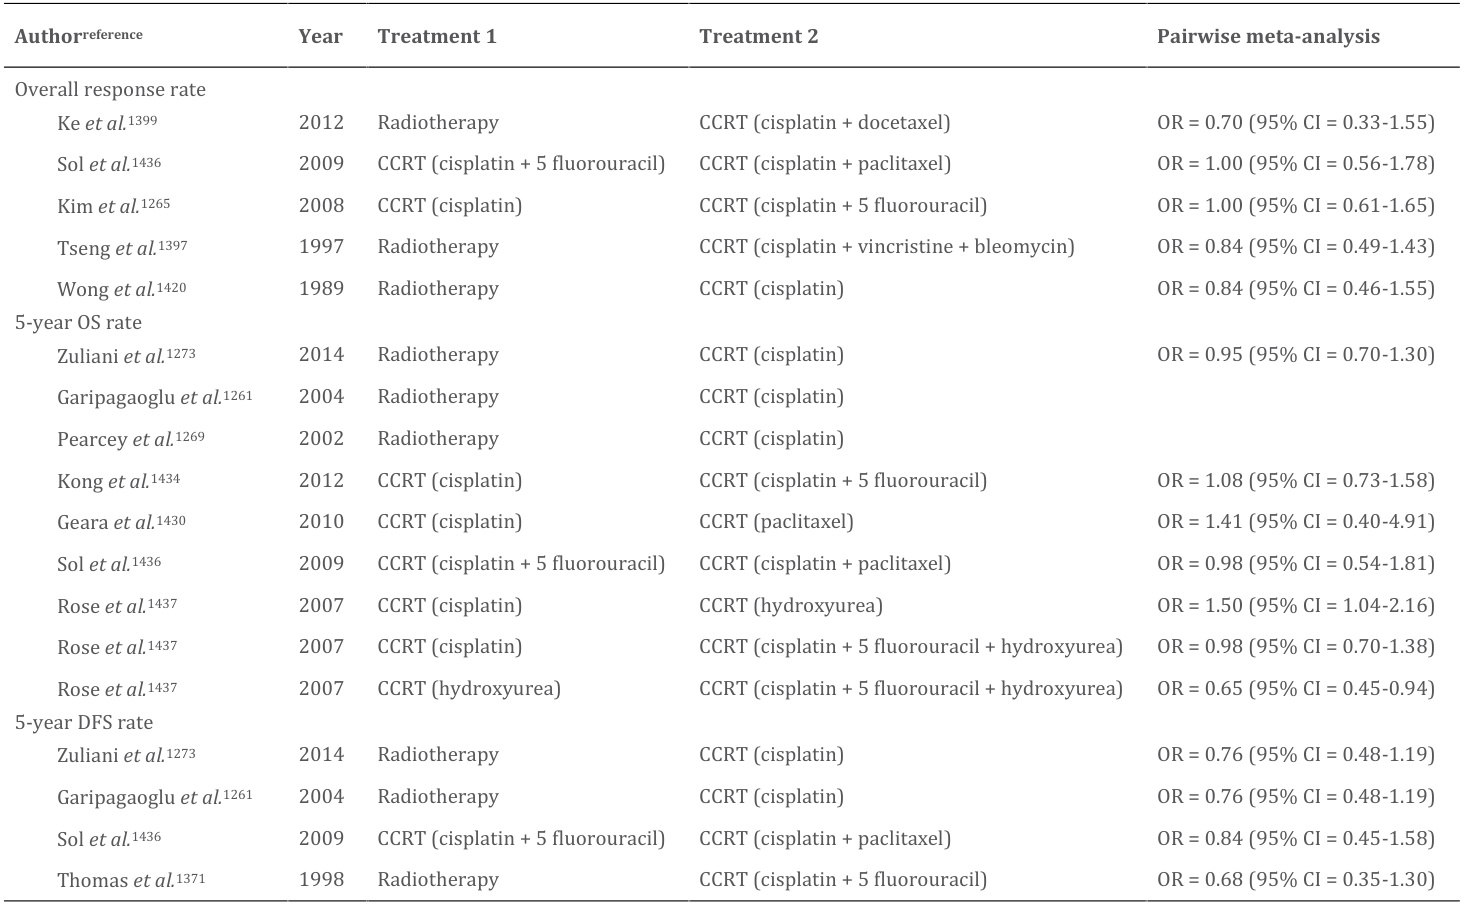 Authorreference Year Treatment 1 Treatment 2 Pairwise meta-analysis
Overall response rate
Ke et al.1399 2012 Radiotherapy CCRT (cisplatin + docetaxel) OR = 0.70 (95% CI = 0.33-1.55)
Sol et al.1436 2009 CCRT (cisplatin + 5 fluorouracil) CCRT (cisplatin + paclitaxel) OR = 1.00 (95% CI = 0.56-1.78)
Kim et al.1265 2008 CCRT (cisplatin) CCRT (cisplatin + 5 fluorouracil) OR = 1.00 (95% CI = 0.61-1.65)
Tseng et al.1397 1997 Radiotherapy CCRT (cisplatin + vincristine + bleomycin) OR = 0.84 (95% CI = 0.49-1.43)
Wong et al.1420 1989 Radiotherapy CCRT (cisplatin) OR = 0.84 (95% CI = 0.46-1.55)
5-year OS rate
Zuliani et al.1273 2014 Radiotherapy CCRT (cisplatin) OR = 0.95 (95% CI = 0.70-1.30)
Garipagaoglu et al.1261 2004 Radiotherapy CCRT (cisplatin)
Pearcey et al.1269 2002 Radiotherapy CCRT (cisplatin)
Kong et al.1434 2012 CCRT (cisplatin) CCRT (cisplatin + 5 fluorouracil) OR = 1.08 (95% CI = 0.73-1.58)
Geara et al.1430 2010 CCRT (cisplatin) CCRT (paclitaxel) OR = 1.41 (95% CI = 0.40-4.91)
Sol et al.1436 2009 CCRT (cisplatin + 5 fluorouracil) CCRT (cisplatin + paclitaxel) OR = 0.98 (95% CI = 0.54-1.81)
Rose et al.1437 2007 CCRT (cisplatin) CCRT (hydroxyurea) OR = 1.50 (95% CI = 1.04-2.16)
Rose et al.1437 2007 CCRT (cisplatin) CCRT (cisplatin + 5 fluorouracil + hydroxyurea) OR = 0.98 (95% CI = 0.70-1.38)
Rose et al.1437 2007 CCRT (hydroxyurea) CCRT (cisplatin + 5 fluorouracil + hydroxyurea) OR = 0.65 (95% CI = 0.45-0.94)
5-year DFS rate
Zuliani et al.1273 2014 Radiotherapy CCRT (cisplatin) OR = 0.76 (95% CI = 0.48-1.19)
Garipagaoglu et al.1261 2004 Radiotherapy CCRT (cisplatin) OR = 0.76 (95% CI = 0.48-1.19)
Sol et al.1436 2009 CCRT (cisplatin + 5 fluorouracil) CCRT (cisplatin + paclitaxel) OR = 0.84 (95% CI = 0.45-1.58)
Thomas et al.1371 1998 Radiotherapy CCRT (cisplatin + 5 fluorouracil) OR = 0.68 (95% CI = 0.35-1.30)